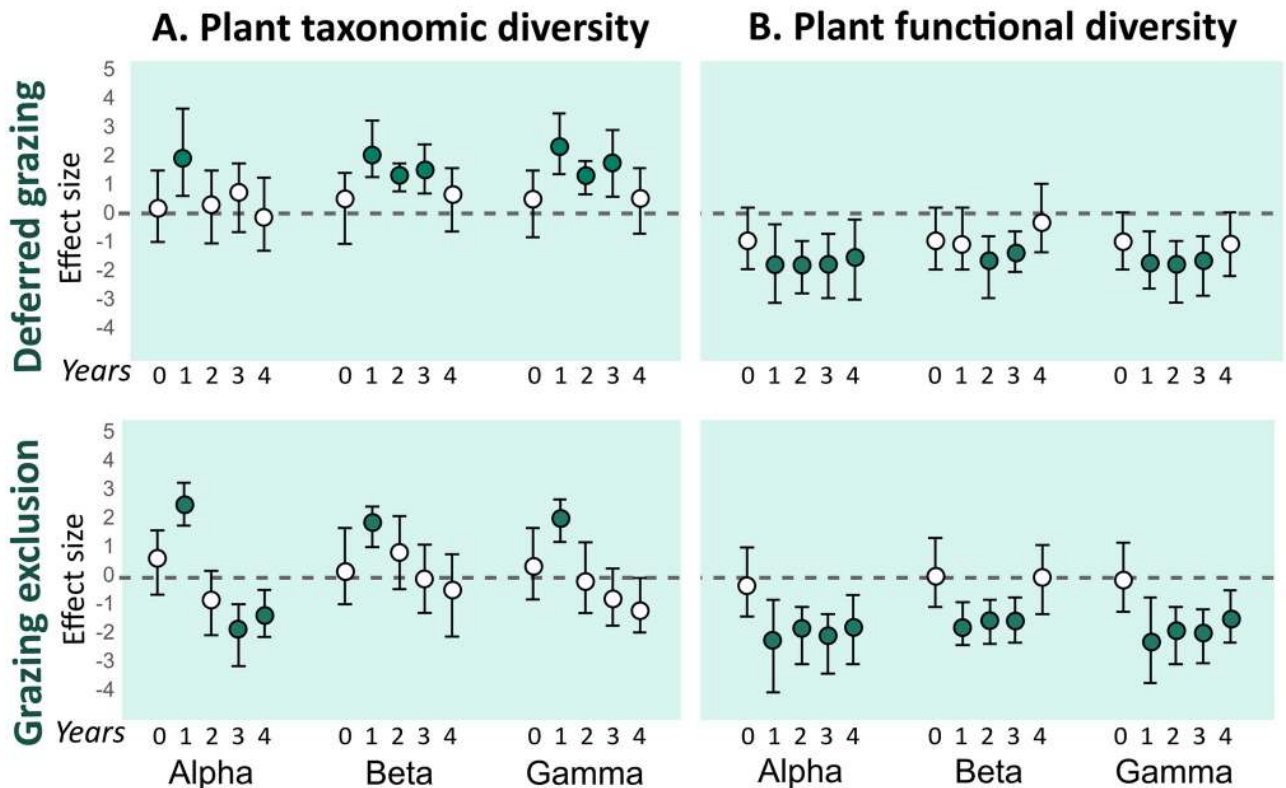 A. Plant taxonomic diversity
B. Plant functional diversity
Deferred grazing
Effect size
5
4
3
2
1
0
-1
-2
-3
-4
Years 0 1 2 3 4 0 1 2 3 4 0 1 2 3 4
0 1 2 3 4 0 1 2 3 4 0 1 2 3 4
Grazing exclusion
Effect size
5
4
3
2
1
0
-1
-2
-3
-4
Years 0 1 2 3 4 0 1 2 3 4 0 1 2 3 4
0 1 2 3 4 0 1 2 3 4 0 1 2 3 4
Alpha Beta Gamma
Alpha Beta Gamma